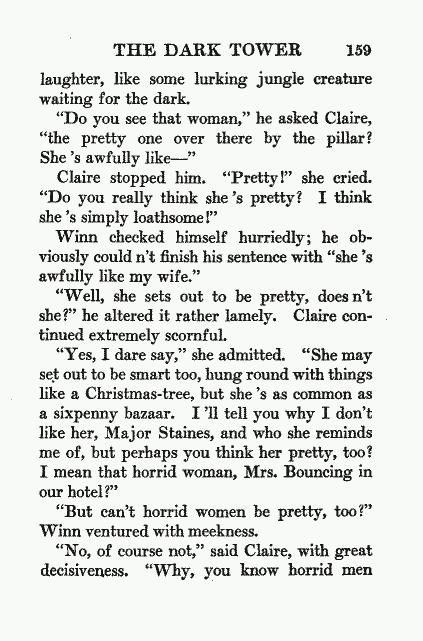 THE DARK TOWER 159
laughter, like some lurking jungle creature
waiting for the dark.
“Do you see that woman,” he asked Claire,
“the pretty one over there by the pillar?
She ’s awfully like—”
Claire stopped him. “Pretty!” she cried.
“Do you really think she ’s pretty? I think
she ’s simply loathsome!”
Winn checked himself hurriedly; he ob-
viously could n’t finish his sentence with “she ’s
awfully like my wife.”
“Well, she sets out to be pretty, does n’t
she?” he altered it rather lamely. Claire con-
tinued extremely scornful.
“Yes, I dare say,” she admitted. “She may
set out to be smart too, hung round with things
like a Christmas-tree, but she ’s as common as
a sixpenny bazaar. I ’ll tell you why I don’t
like her, Major Staines, and who she reminds
me of, but perhaps you think her pretty, too?
I mean that horrid woman, Mrs. Bouncing in
our hotel?”
“But can’t horrid women be pretty, too?”
Winn ventured with meekness.
“No, of course not,” said Claire, with great
decisiveness. “Why, you know horrid men